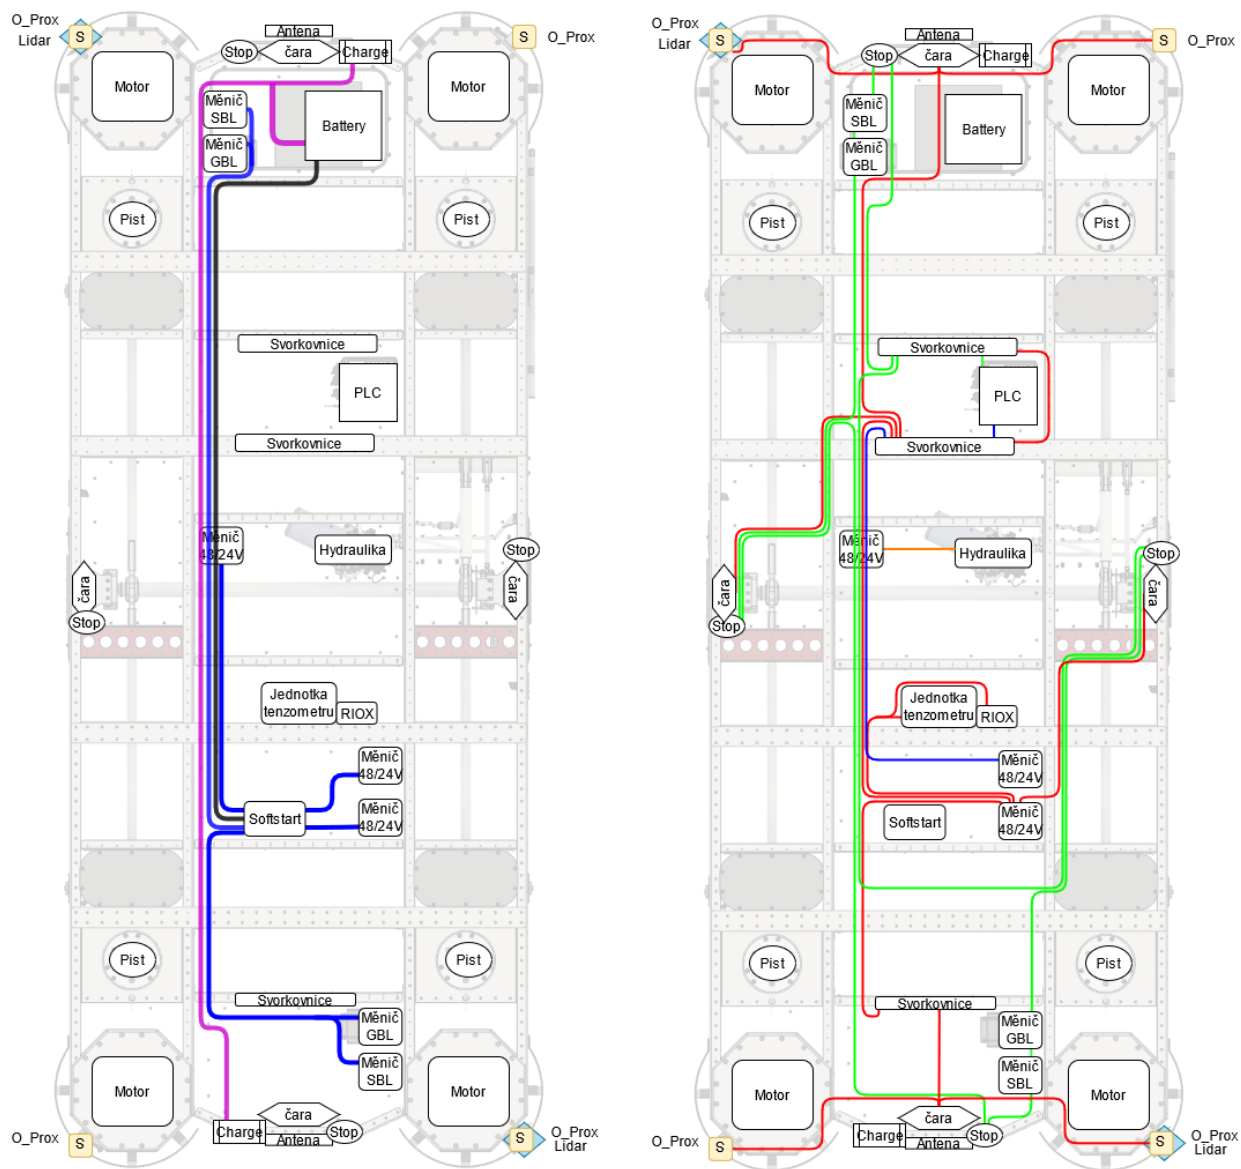 O_Prox
Lidar
S
Antena
Stop
čara
Charge
S
O_Prox
Motor
Měnič
SBL
Měnič
GBL
Battery
Motor
Pist
Pist
Svorkovnice
PLC
Svorkovnice
Měnič
48/24V
Hydraulika
Stop
čara
čara
Stop
Jednotka
tenzometru
RIOX
Měnič
48/24V
Softstart
Měnič
48/24V
Pist
Pist
Svorkovnice
Měnič
GBL
Měnič
SBL
Motor
Motor
čara
Charge
Antena
Stop
O_Prox
S
S
O_Prox
Lidar
O_Prox
Lidar
S
Antena
Stop
čara
Charge
S
O_Prox
Motor
Měnič
SBL
Měnič
GBL
Battery
Motor
Pist
Pist
Svorkovnice
PLC
Svorkovnice
Měnič
48/24V
Hydraulika
Stop
čara
čara
Stop
Jednotka
tenzometru
RIOX
Měnič
48/24V
Softstart
Měnič
48/24V
Pist
Pist
Svorkovnice
Měnič
GBL
Měnič
SBL
Motor
Motor
čara
Charge
Antena
Stop
O_Prox
S
S
O_Prox
Lidar